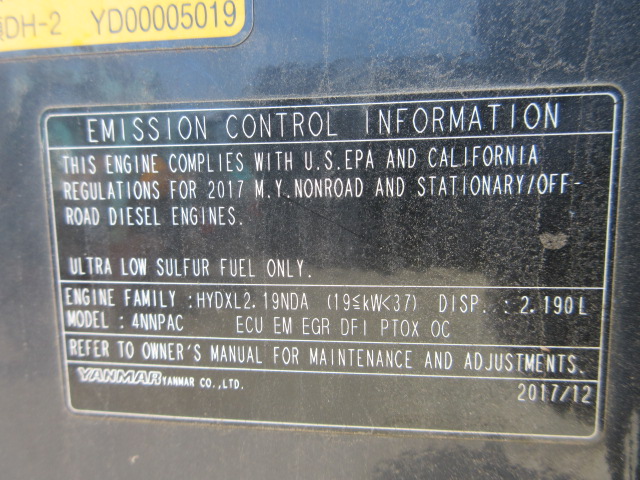 DH-2 YD00005019
EMISSION CONTROL INFORMATION
THIS ENGINE COMPLIES WITH U.S.EPA AND CALIFORNIA
REGULATIONS FOR 2017 M.Y.NONROAD AND STATIONARY/OFF-
ROAD DIESEL ENGINES.
ULTRA LOW SULFUR FUEL ONLY.
ENGINE FAMILY :HYDXL2.19NDA (19≤kW<37) DISP. : 2.190L
MODEL : 4NNPAC ECU EM EGR DFI PTOX OC
REFER TO OWNER'S MANUAL FOR MAINTENANCE AND ADJUSTMENTS.
YANMAR YANMAR CO.,LTD. 2017/12